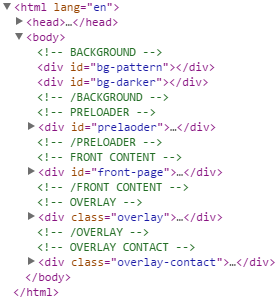 <html lang="en">
<head>…</head>
<body>
<!-- BACKGROUND -->
<div id="bg-pattern"></div>
<div id="bg-darker"></div>
<!-- /BACKGROUND -->
<!-- PRELOADER -->
<div id="prelaoder">…</div>
<!-- /PRELOADER -->
<!-- FRONT CONTENT -->
<div id="front-page">…</div>
<!-- /FRONT CONTENT -->
<!-- OVERLAY -->
<div class="overlay">…</div>
<!-- /OVERLAY -->
<!-- OVERLAY CONTACT -->
<div class="overlay-contact">…</div>
</body>
</html>